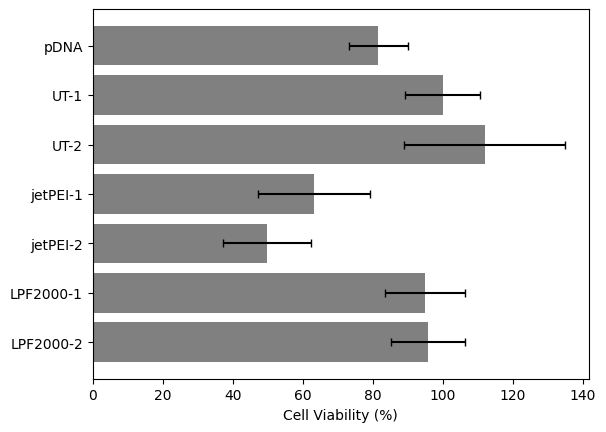 pDNA
UT-1
UT-2
jetPEI-1
jetPEI-2
LPF2000-1
LPF2000-2
0 20 40 60 80 100 120 140
Cell Viability (%)